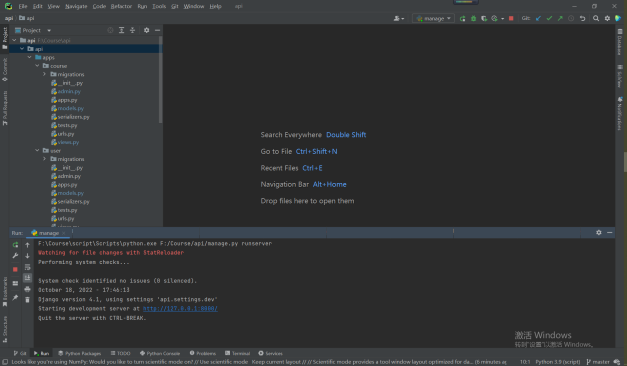 File Edit View Navigate Code Refactor Run Tools Git Window Help api
api api
manage
Git:
Project
api F:\Course\api
api
apps
course
migrations
__init__.py
admin.py
apps.py
models.py
serializers.py
tests.py
urls.py
views.py
user
migrations
__init__.py
admin.py
apps.py
models.py
serializers.py
tests.py
urls.py
Project
Commit
Pull Requests
Bookmarks
Structure
Database
SciView
Notifications
Search Everywhere Double Shift
Go to File Ctrl+Shift+N
Recent Files Ctrl+E
Navigation Bar Alt+Home
Drop files here to open them
Run: manage
F:\Course\script\Scripts\python.exe F:/Course/api/manage.py runserver
Watching for file changes with StatReloader
Performing system checks...
System check identified no issues (0 silenced).
October 18, 2022 - 17:46:13
Django version 4.1, using settings 'api.settings.dev'
Starting development server at http://127.0.0.1:8000/
Quit the server with CTRL-BREAK.
激活 Windows
转到"设置"以激活 Windows。
Git Run Python Packages TODO Python Console Problems Terminal Services
Looks like you're using NumPy: Would you like to turn scientific mode on? // Use scientific mode Keep current layout // // Scientific mode provides a tool window layout optimized for da... (6 minutes ag 10:1 Python 3.9 (script) master